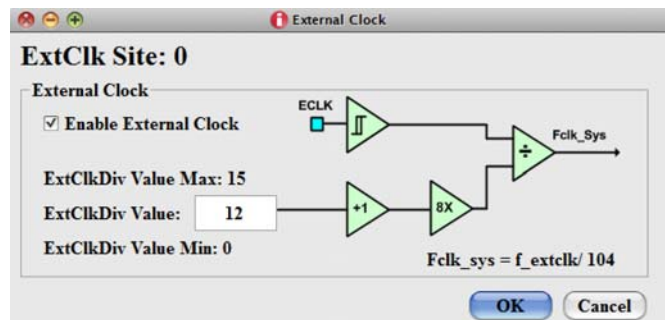 External Clock
ExtClk Site: 0
External Clock
Enable External Clock
ECLK
Fclk_Sys
÷
ExtClkDiv Value Max: 15
ExtClkDiv Value: 12
+1
8X
ExtClkDiv Value Min: 0
Fclk_sys = f_extclk/ 104
OK
Cancel